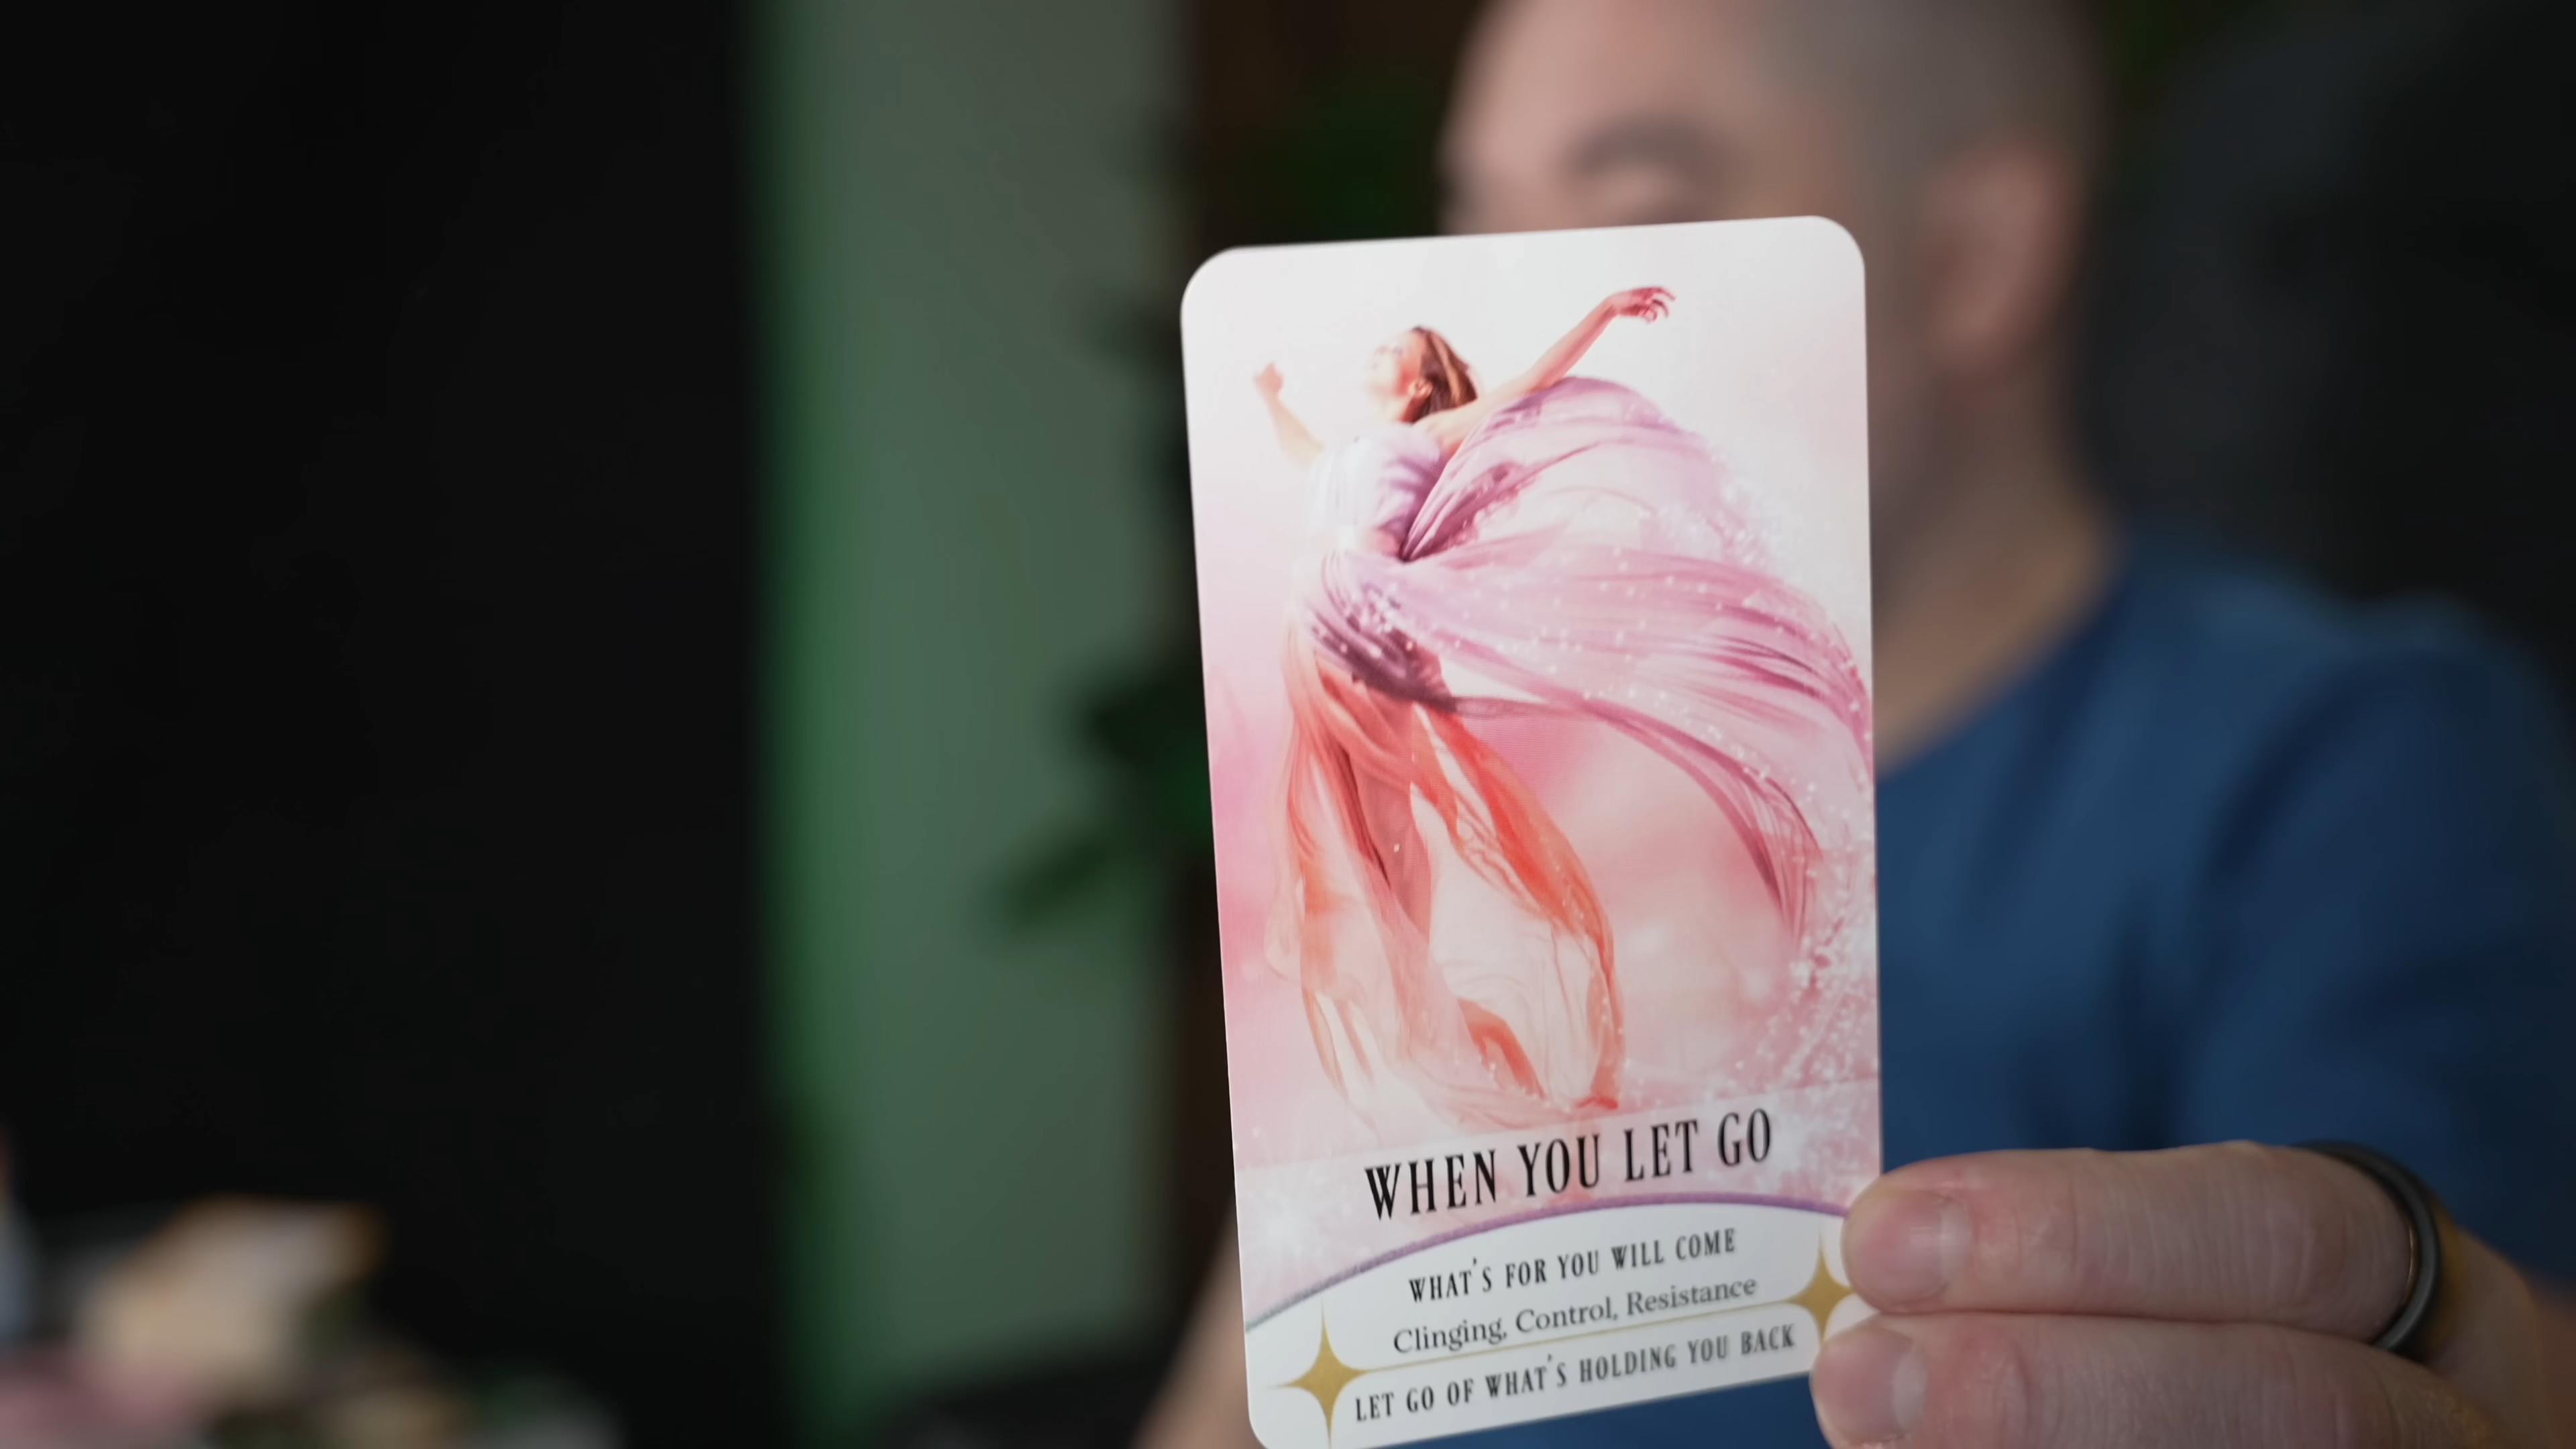 WHEN YOU LET GO
WHAT'S FOR YOU WILL COME
Clinging, Control, Resistance
LET GO OF WHAT'S HOLDING YOU BACK